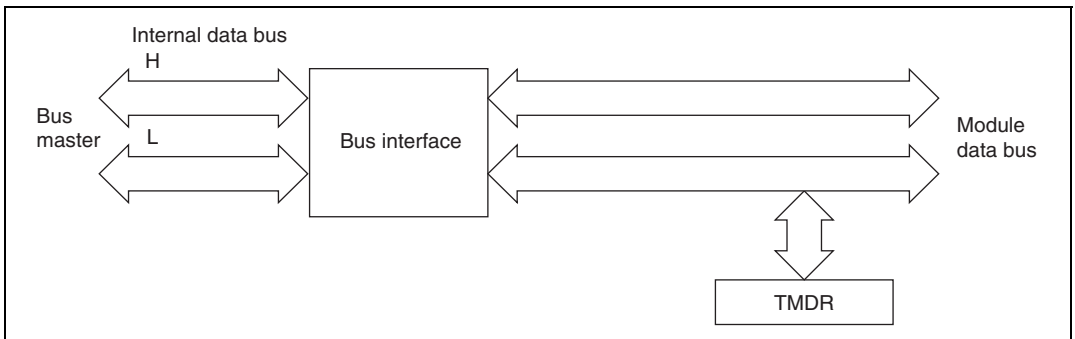 Internal data bus
H
Bus
master
L
Bus interface
Module
data bus
TMDR